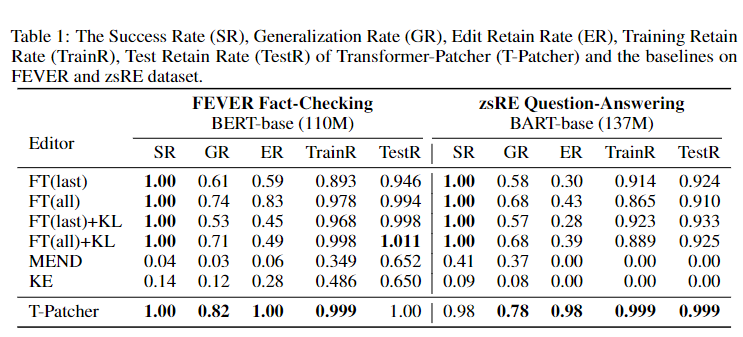 Table 1: The Success Rate (SR), Generalization Rate (GR), Edit Retain Rate (ER), Training Retain
Rate (TrainR), Test Retain Rate (TestR) of Transformer-Patcher (T-Patcher) and the baselines on
FEVER and zsRE dataset.
Editor FEVER Fact-Checking zsRE Question-Answering
BERT-base (110M) BART-base (137M)
SR GR ER TrainR TestR SR GR ER TrainR TestR
FT(last) 1.00 0.61 0.59 0.893 0.946 1.00 0.58 0.30 0.914 0.924
FT(all) 1.00 0.74 0.83 0.978 0.994 1.00 0.68 0.43 0.865 0.910
FT(last)+KL 1.00 0.53 0.45 0.968 0.998 1.00 0.57 0.28 0.923 0.933
FT(all)+KL 1.00 0.71 0.49 0.998 1.011 1.00 0.68 0.39 0.889 0.925
MEND 0.04 0.03 0.06 0.349 0.652 0.41 0.37 0.00 0.00 0.00
KE 0.14 0.12 0.28 0.486 0.650 0.09 0.08 0.00 0.00 0.00
T-Patcher 1.00 0.82 1.00 0.999 1.00 0.98 0.78 0.98 0.999 0.999